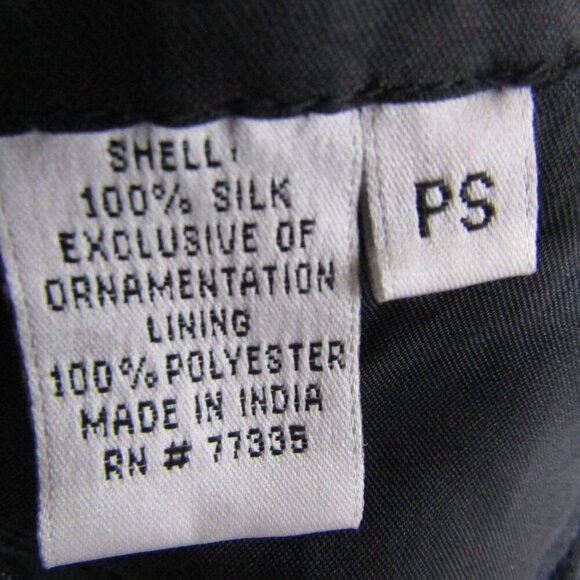 SHELL:
100% SILK
EXCLUSIVE OF
ORNAMENTATION
LINING
100% POLYESTER
MADE IN INDIA
RN # 77335
PS